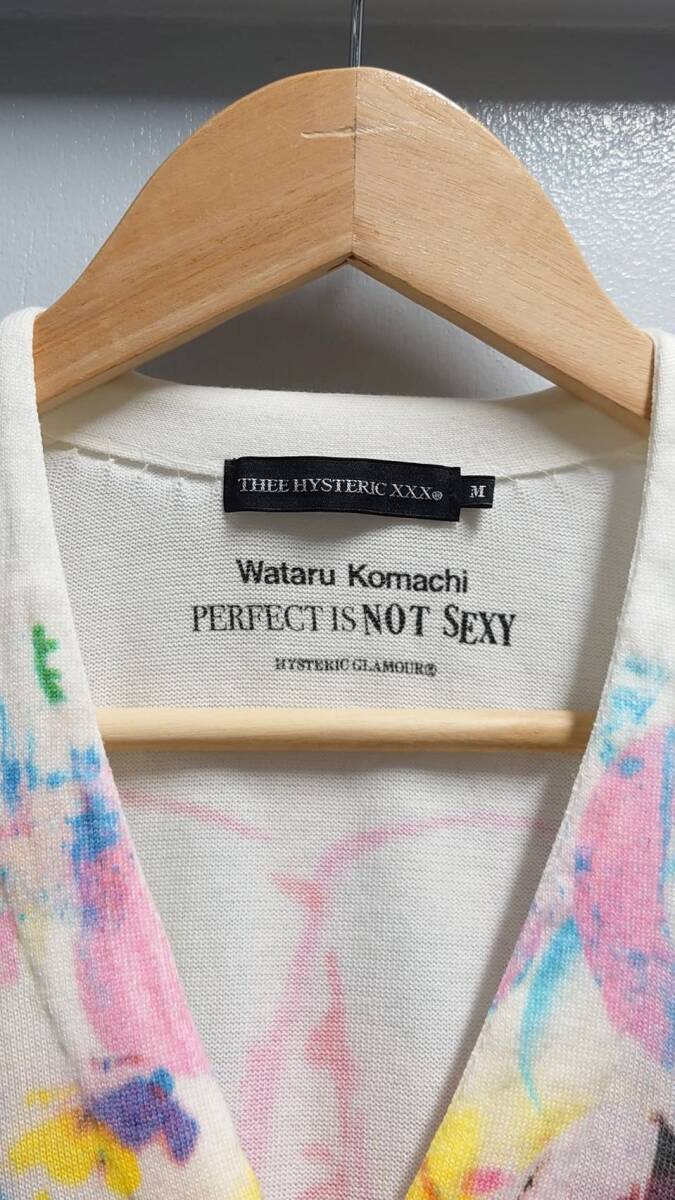 THEE HYSTERIC XXX®
M
Wataru Komachi
PERFECT IS NOT SEXY
HYSTERIC GLAMOUR®